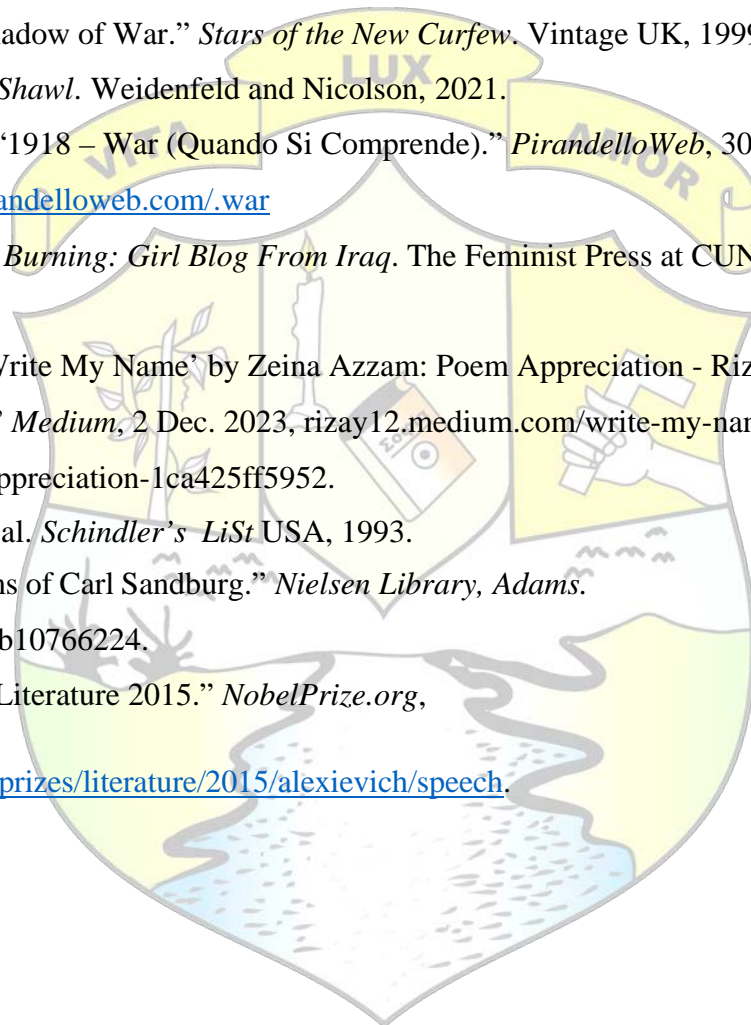 adow of War.” Stars of the New Curfew. Vintage UK, 1999
LUX
Shawl. Weidenfeld and Nicolson, 2021.
VITA
AMOR
“1918 – War (Quando Si Comprende).” PirandelloWeb, 30
andelloweb.com/.war
Burning: Girl Blog From Iraq. The Feminist Press at CUN
Write My Name’ by Zeina Azzam: Poem Appreciation - Riz
” Medium, 2 Dec. 2023, rizay12.medium.com/write-my-nar
ppreciation-1ca425ff5952.
al. Schindler’s LiSt USA, 1993.
ns of Carl Sandburg.” Nielsen Library, Adams.
b10766224.
Literature 2015.” NobelPrize.org,
prizes/literature/2015/alexievich/speech.